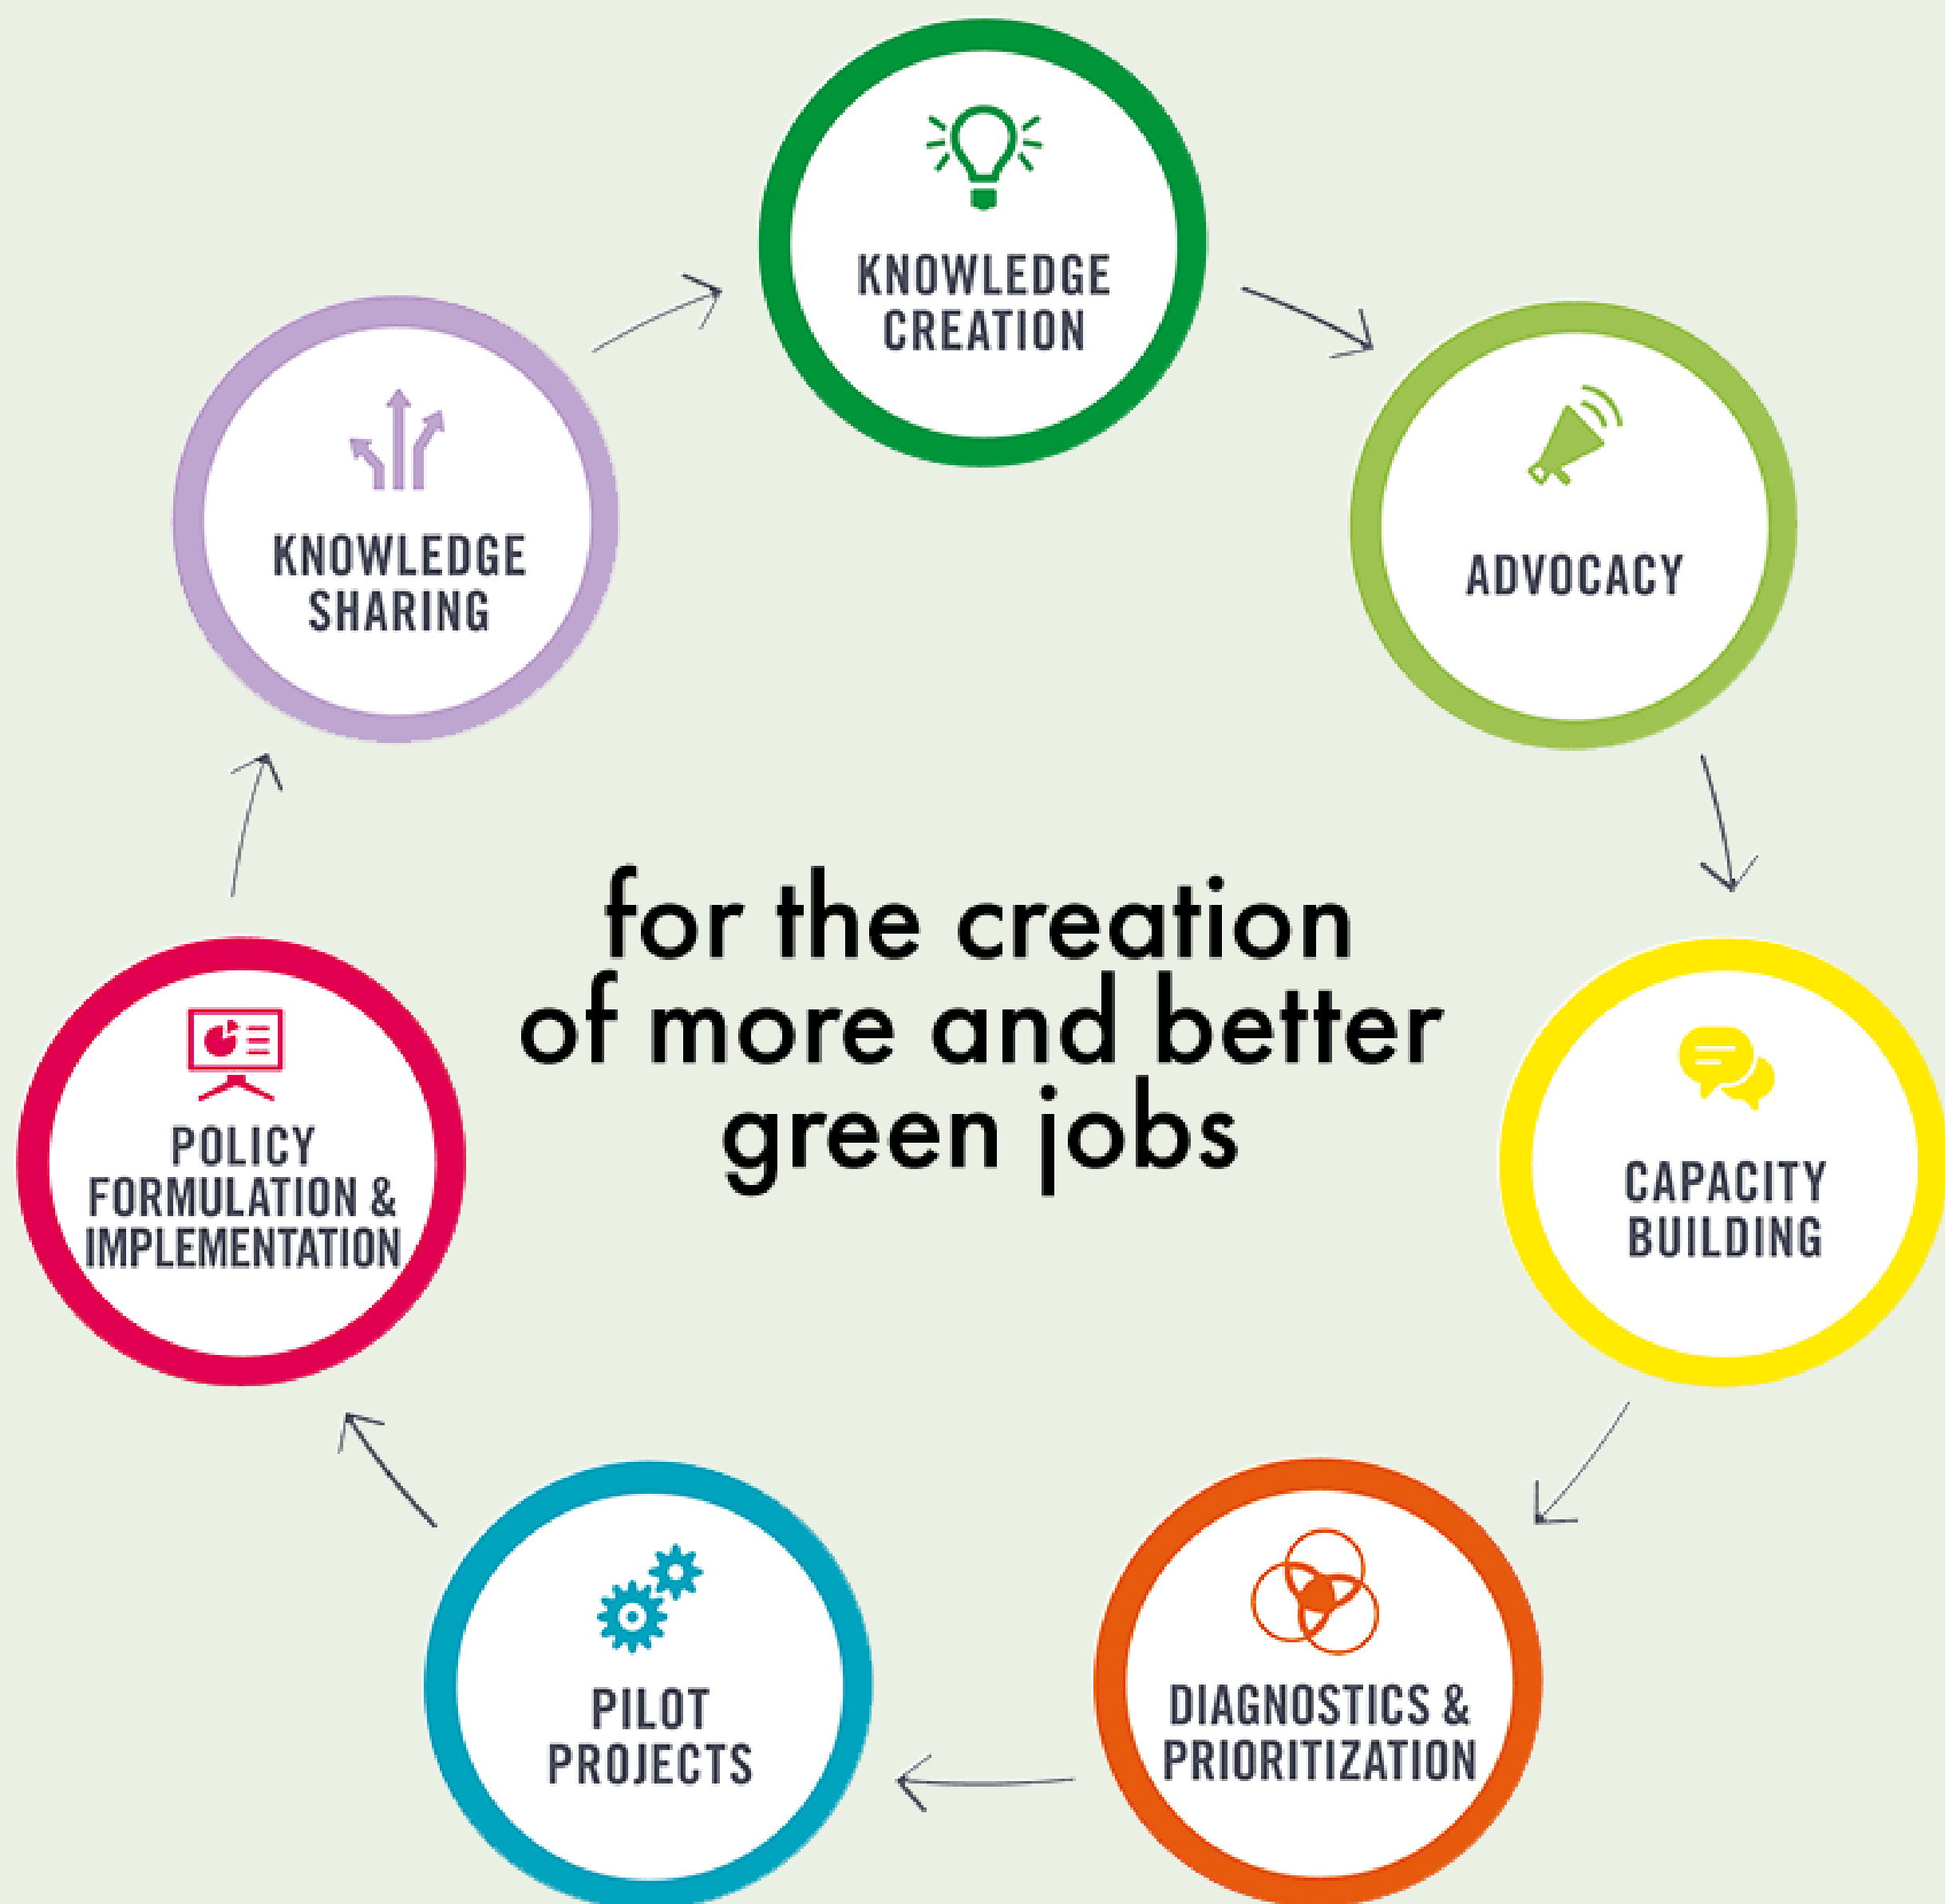 KNOWLEDGE
CREATION
ADVOCACY
CAPACITY
BUILDING
DIAGNOSTICS &
PRIORITIZATION
PILOT
PROJECTS
POLICY
FORMULATION &
IMPLEMENTATION
KNOWLEDGE
SHARING
for the creation
of more and better
green jobs